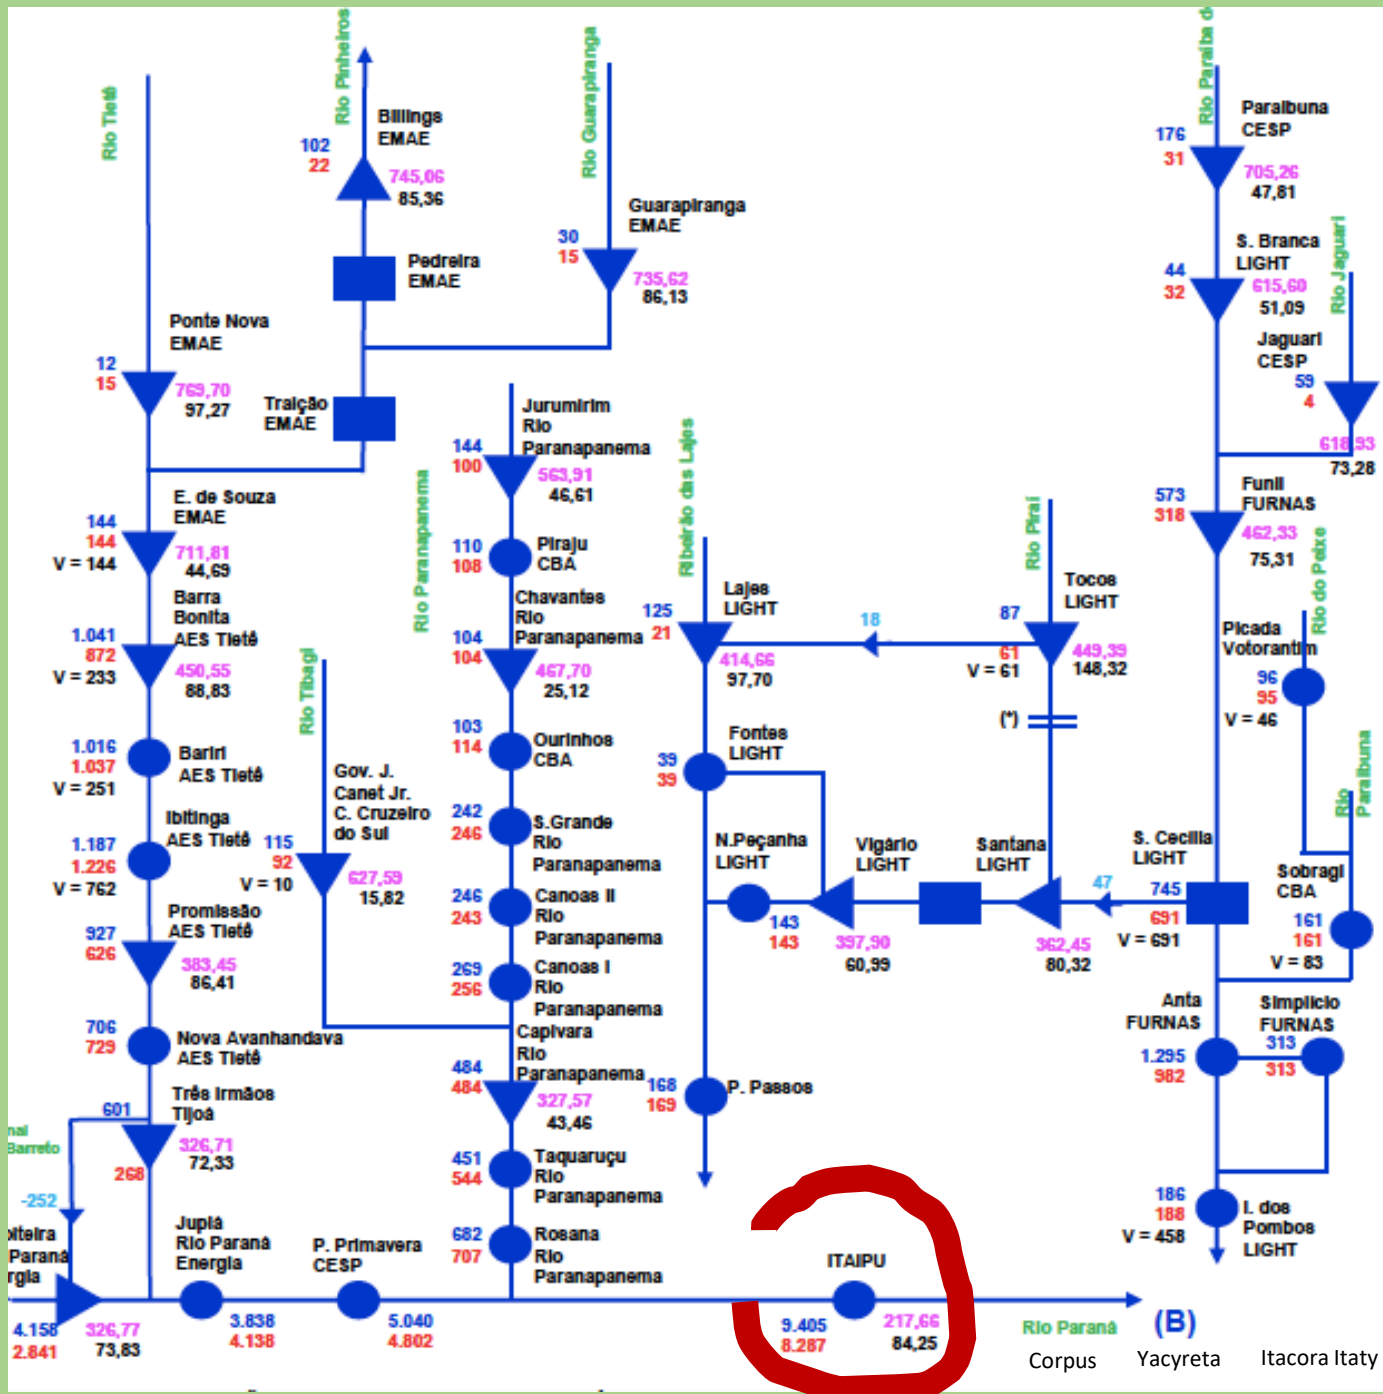 Rio Tietê
Rio Pinheiros
Rio Guarapiranga
Rio Paraíba d
Billings
EMAE
102
22
745,06
85,36
Paraibuna
CESP
176
31
705,26
47,81
Guarapiranga
EMAE
30
15
735,62
86,13
Pedreira
EMAE
S. Branca
LIGHT
44
32
615,60
51,09
Rio Jaguari
Ponte Nova
EMAE
12
15
769,70
97,27
Traição
EMAE
Jaguari
CESP
59
4
618,93
73,28
Jurumirim
Rio
Paranapanema
144
100
563,91
46,61
Rio Paranapanema
Ribeirão das Lajes
Rio Piraí
E. de Souza
EMAE
144
144
V = 144
711,81
44,69
Piraju
CBA
110
108
Funil
FURNAS
573
318
462,33
75,31
Rio do Peixe
Barra
Bonita
AES Tietê
1.041
872
V = 233
450,55
88,83
Chavantes
Rio
Paranapanema
104
104
467,70
25,12
Lajes
LIGHT
125
21
414,66
97,70
18
Tocos
LIGHT
87
61
V = 61
449,39
148,32
(*)
Picada
Votorantim
96
95
V = 46
Rio Tibagi
Bariri
AES Tietê
1.016
1.037
V = 251
Ourinhos
CBA
103
114
Fontes
LIGHT
39
39
Rio
Paraibuna
Gov. J.
Canet Jr.
C. Cruzeiro
do Sul
115
92
V = 10
627,59
15,82
Ibitinga
AES Tietê
1.187
1.226
V = 762
S.Grande
Rio
Paranapanema
242
246
N.Peçanha
LIGHT
143
143
Vigário
LIGHT
397,90
60,99
Santana
LIGHT
362,45
80,32
47
S. Cecilia
LIGHT
745
691
V = 691
Sobragi
CBA
161
161
V = 83
Promissão
AES Tietê
927
626
383,45
86,41
Canoas II
Rio
Paranapanema
246
243
Canoas I
Rio
Paranapanema
269
256
Nova Avanhandava
AES Tietê
706
729
Capivara
Rio
Paranapanema
484
484
327,57
43,46
Anta
FURNAS
1.295
982
Simplício
FURNAS
313
313
P. Passos
168
169
Três Irmãos
Tijoá
601
268
326,71
72,33
nal
Barreto
-252
Taquaruçu
Rio
Paranapanema
451
544
I. dos
Pombos
LIGHT
186
188
V = 458
olteira
Paraná
rgia
4.158
2.841
326,77
73,83
Jupiá
Rio Paraná
Energia
3.838
4.138
P. Primavera
CESP
5.040
4.802
Rosana
Rio
Paranapanema
682
707
ITAIPU
9.405
8.287
217,66
84,25
Rio Paraná
(B)
Corpus
Yacyreta
Itacora Itaty